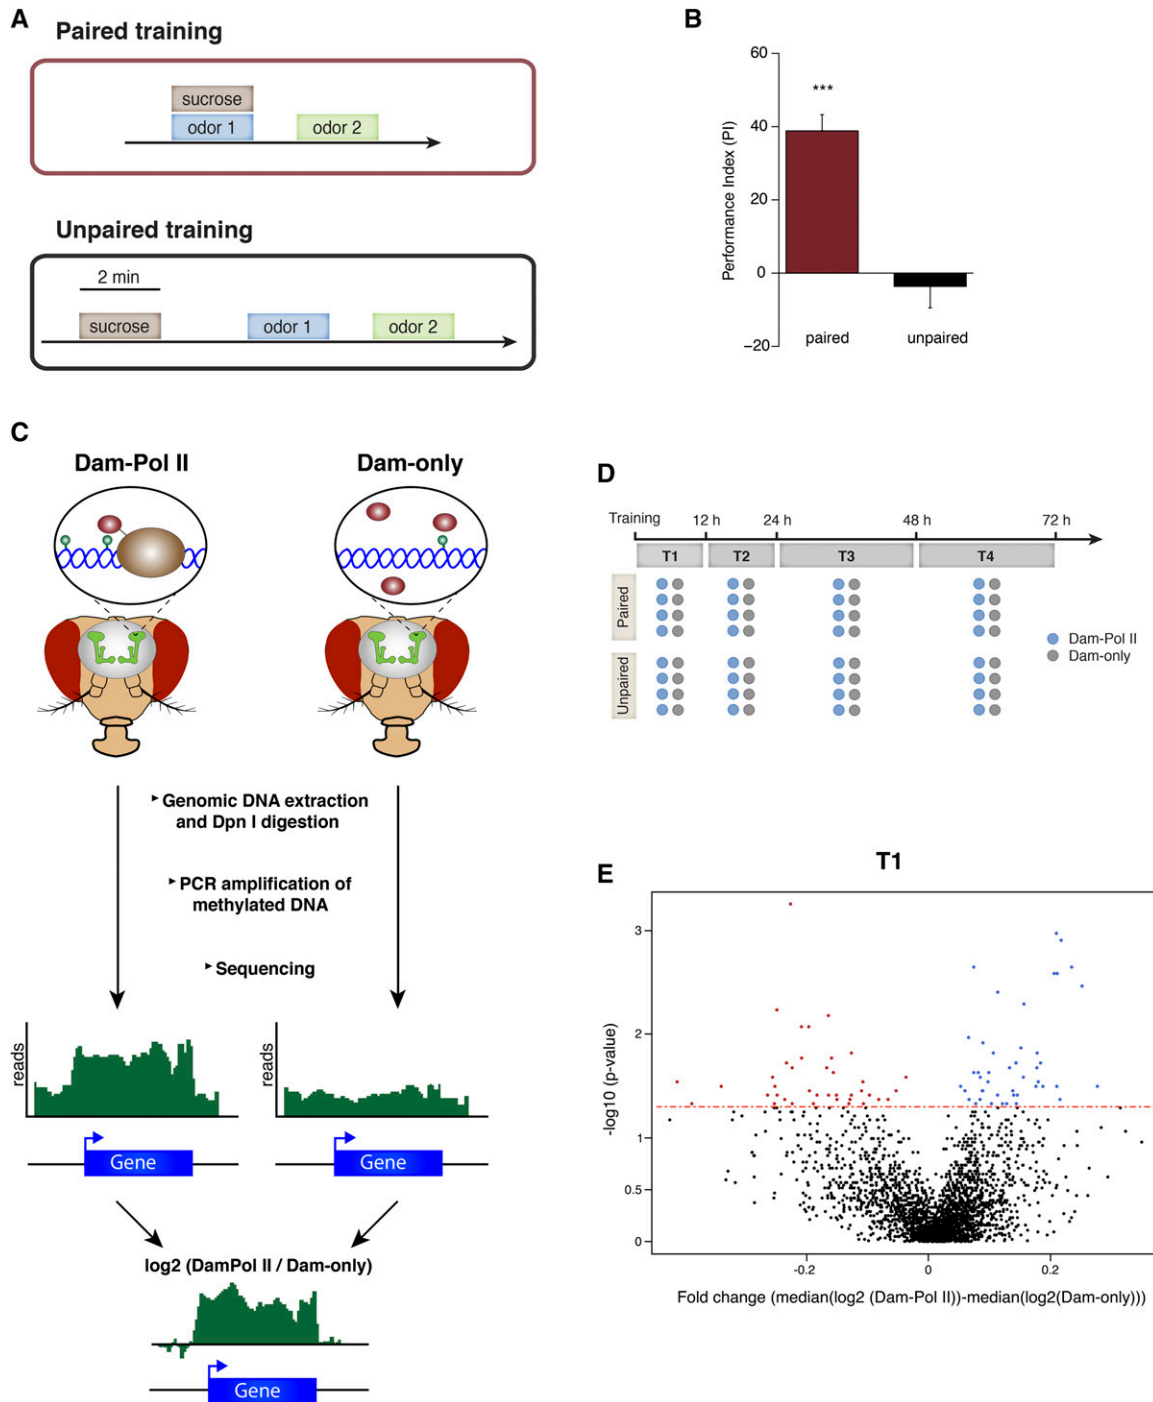 A
Paired training
sucrose
odor 1
odor 2
Unpaired training
2 min
sucrose
odor 1
odor 2
B
Performance Index (PI)
60
40
20
0
−20
***
paired
unpaired
C
Dam-Pol II
Dam-only
Genomic DNA extraction
and Dpn I digestion
PCR amplification of
methylated DNA
Sequencing
reads
reads
Gene
Gene
log2 (DamPol II / Dam-only)
Gene
D
Training
12 h
24 h
48 h
72 h
T1
T2
T3
T4
Paired
Unpaired
Dam-Pol II
Dam-only
E
T1
-log10 (p-value)
3
2
1
0.5
0
-0.2
0
0.2
Fold change (median(log2 (Dam-Pol II))-median(log2(Dam-only)))